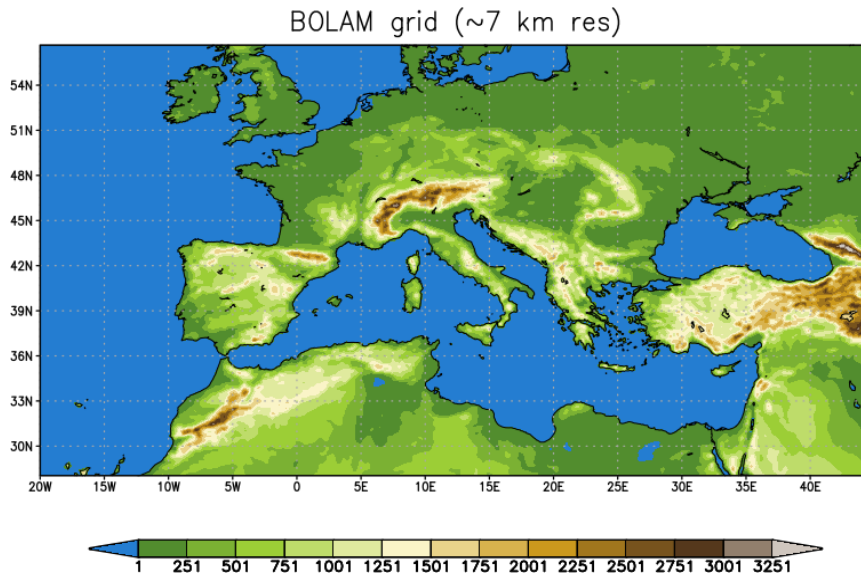 BOLAM grid (~7 km res)
54N
51N
48N
45N
42N
39N
36N
33N
30N
20W 15W 10W 5W 0 5E 10E 15E 20E 25E 30E 35E 40E
1 251 501 751 1001 1251 1501 1751 2001 2251 2501 2751 3001 3251